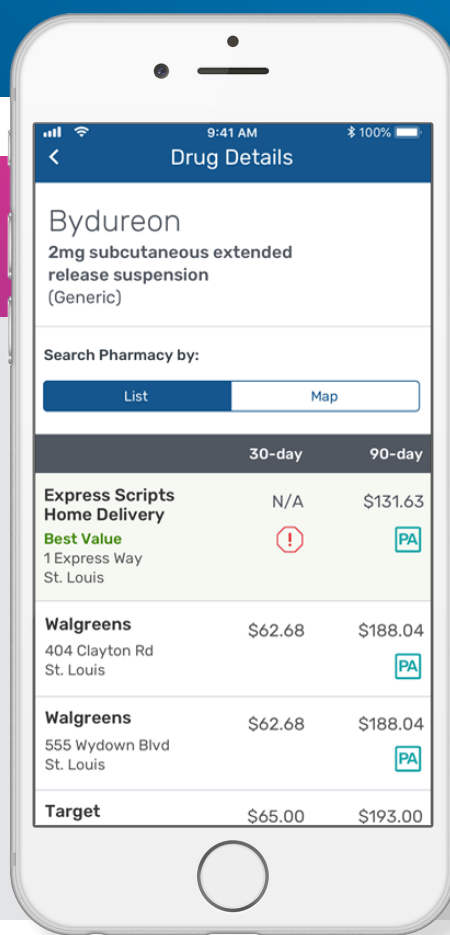 9:41 AM
100%
Drug Details
Bydureon
2mg subcutaneous extended
release suspension
(Generic)
Search Pharmacy by:
List Map
30-day 90-day
Express Scripts N/A $131.63
Home Delivery
Best Value ! PA
1 Express Way
St. Louis
Walgreens $62.68 $188.04
404 Clayton Rd
St. Louis PA
Walgreens $62.68 $188.04
555 Wydown Blvd
St. Louis PA
Target $65.00 $193.00